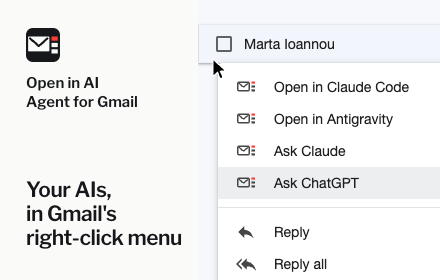 Open in AI
Agent for Gmail
Your AIs,
in Gmail's
right-click menu
Marta Ioannou
Open in Claude Code
Open in Antigravity
Ask Claude
Ask ChatGPT
Reply
Reply all